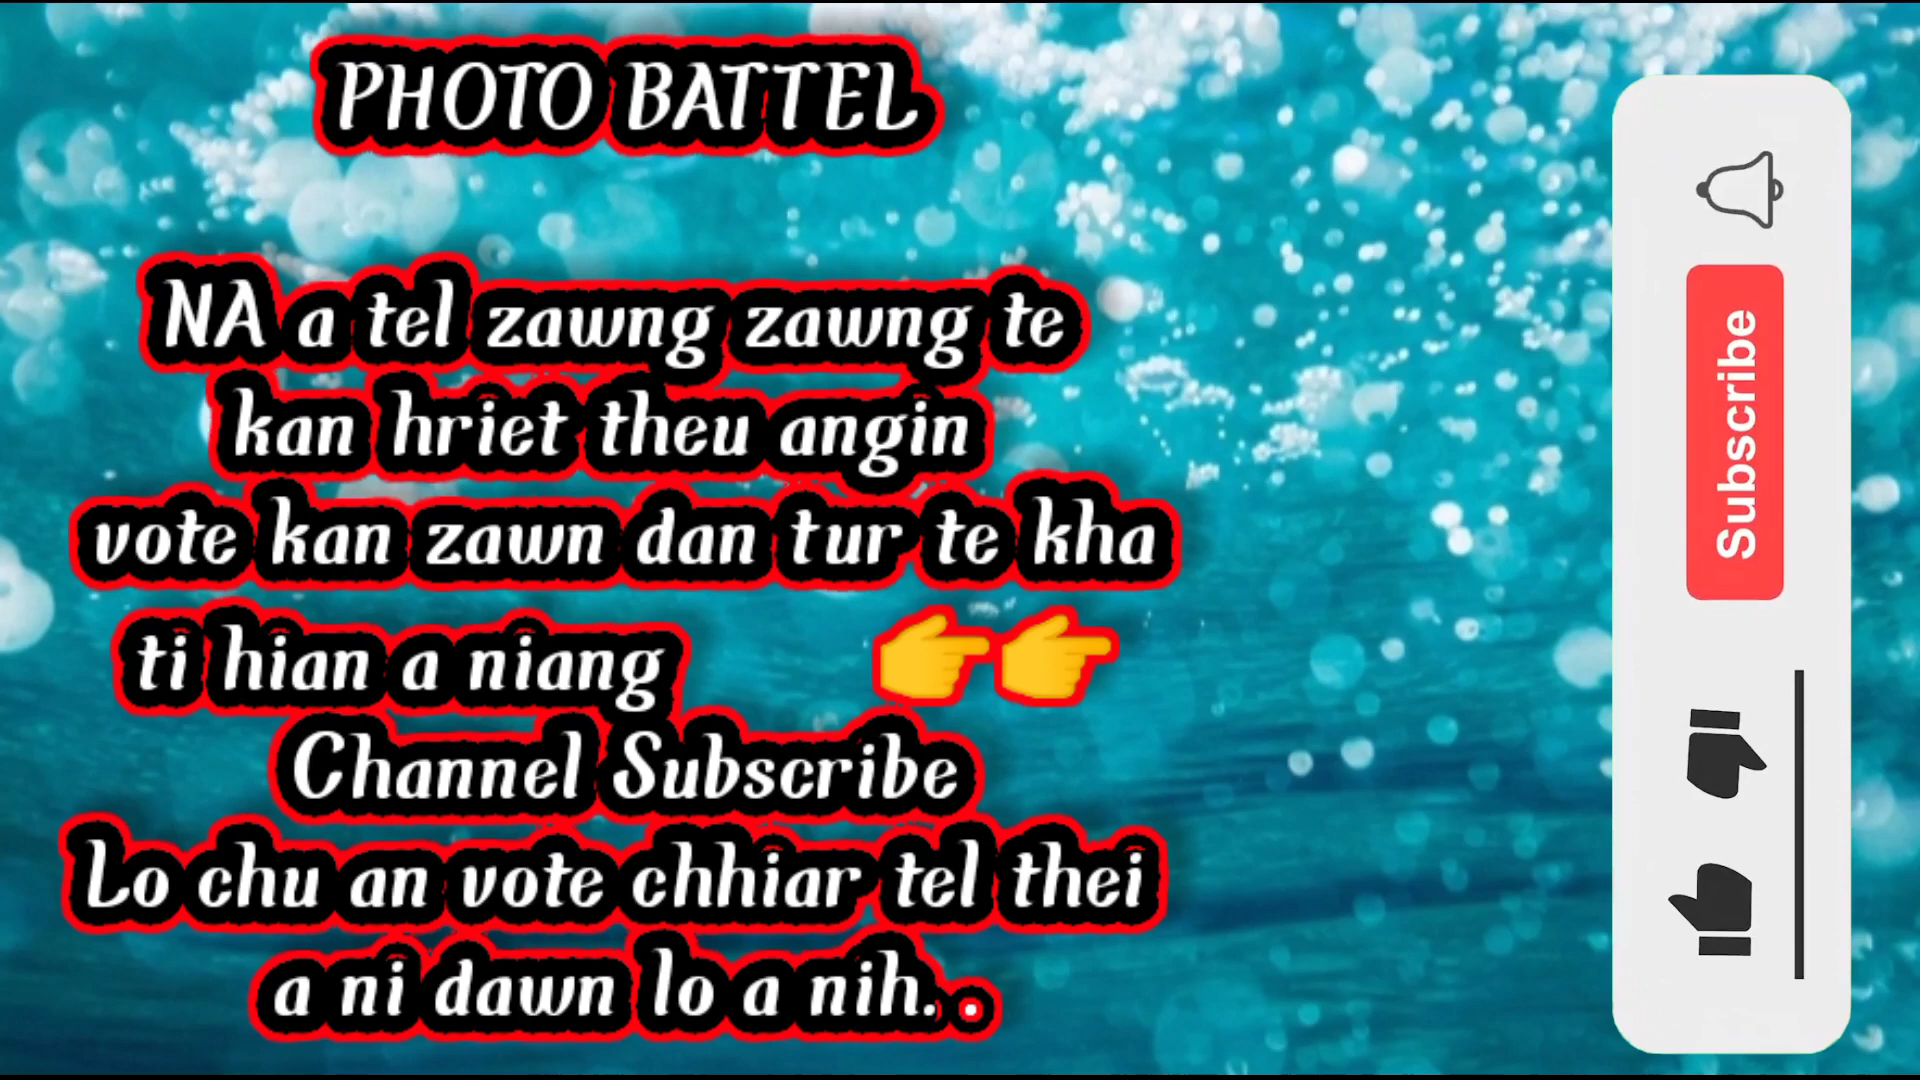 PHOTO BATTEL
NA a tel zawng zawng te
kan hriet theu angin
vote kan zawn dan tur te kha
ti hian a niang 👉👉
Channel Subscribe
Lo chu an vote chhiar tel thei
a ni dawn lo a nih. .
Subscribe